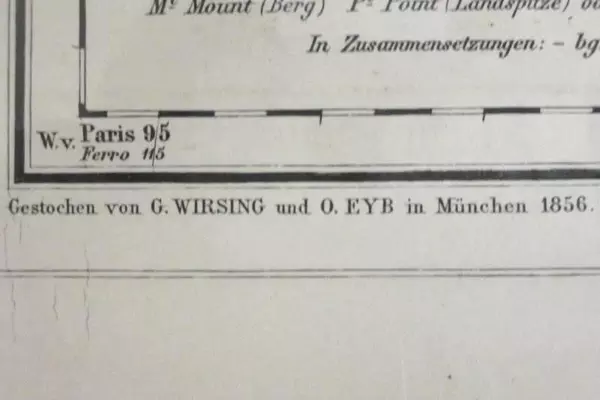 Mt Mount (Berg) Pt Point (Landspitze) od
In Zusammensetzungen: – bg.
W.v. Paris 95
Ferro 115
Gestochen von G. WIRSING und O. EYB in München 1856.